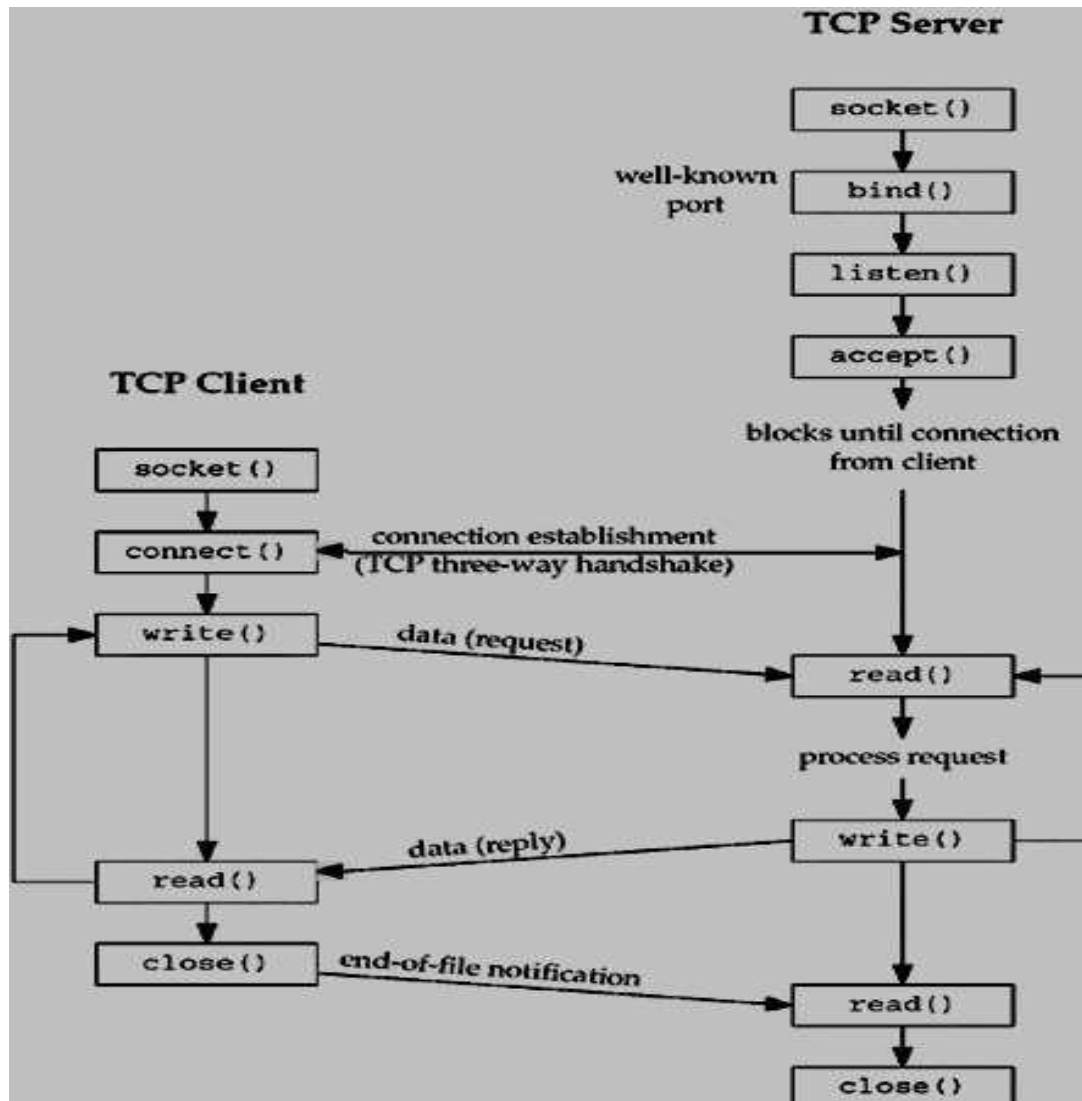 TCP Server
socket()
well-known
port
bind()
listen()
accept()
TCP Client
blocks until connection
from client
socket()
connect()
connection establishment
(TCP three-way handshake)
write()
data (request)
read()
process request
data (reply)
write()
read()
close()
end-of-file notification
read()
close()